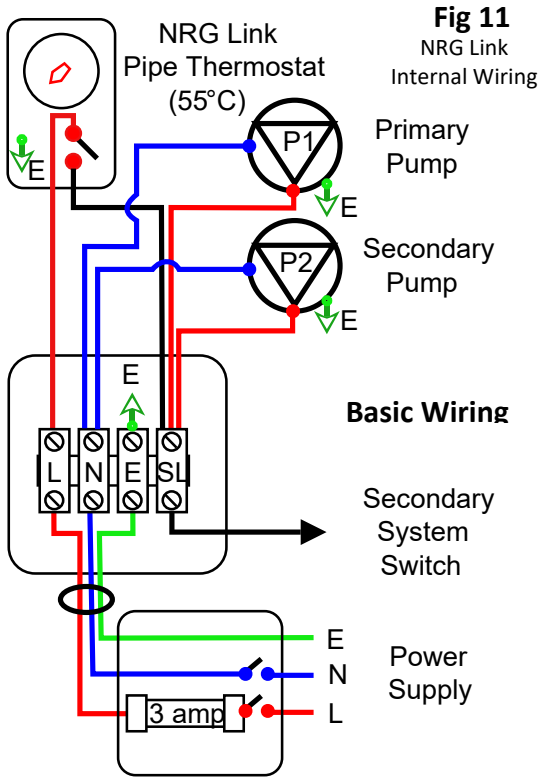 Fig 11
NRG Link
Internal Wiring
NRG Link
Pipe Thermostat
(55°C)
E
P1
Primary
Pump
E
P2
Secondary
Pump
E
E
Basic Wiring
L N E SL
Secondary
System
Switch
E
N
L
Power
Supply
3 amp